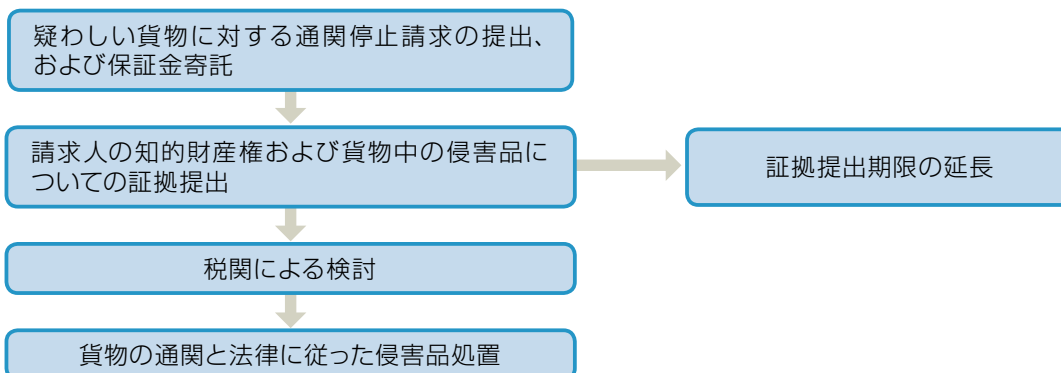 疑わしい貨物に対する通関停止請求の提出、
および保証金寄託
請求人の知的財産権および貨物中の侵害品に
ついての証拠提出
証拠提出期限の延長
税関による検討
貨物の通関と法律に従った侵害品処置